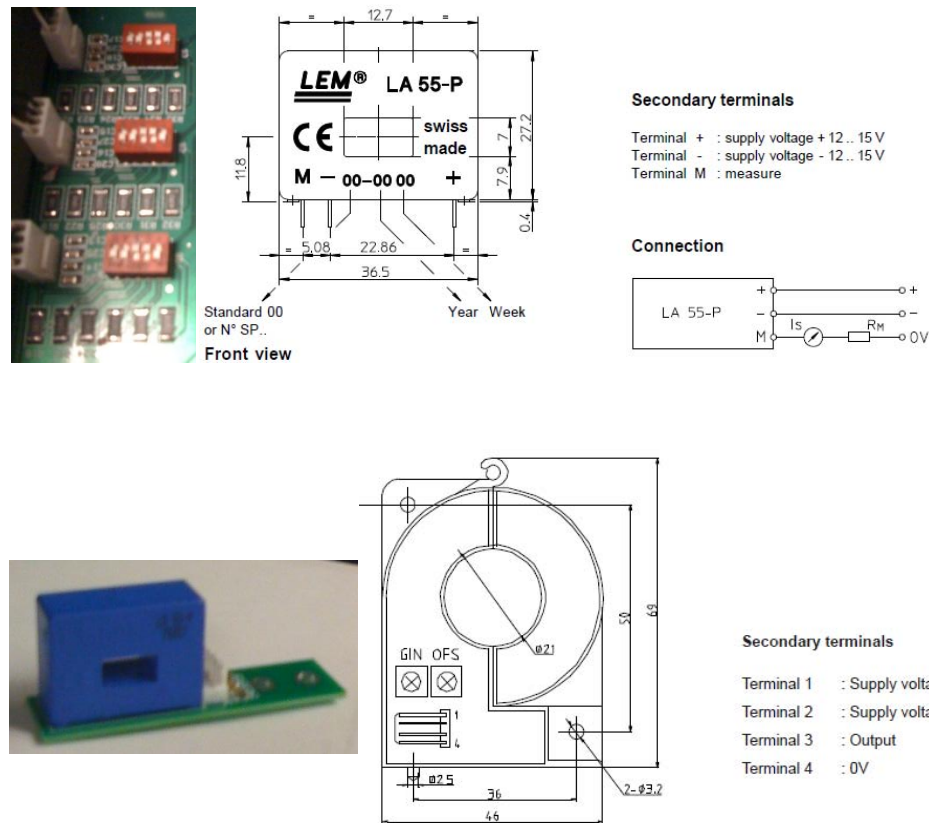 12.7
= =
LEM® LA 55-P
CE swiss
made
M − 00-00 00 +
11.8
7
7.9
27.2
0.4
= 5.08 22.86 =
36.5
Standard 00
or N° SP..
Year Week
Front view
Secondary terminals
Terminal + : supply voltage + 12 .. 15 V
Terminal - : supply voltage - 12 .. 15 V
Terminal M : measure
Connection
LA 55-P
+ +
- -
M Is RM 0V
GIN OFS
1
4
ø21
50
69
ø2.5
36
2-ø3.2
46
Secondary terminals
Terminal 1 : Supply volta
Terminal 2 : Supply volta
Terminal 3 : Output
Terminal 4 : 0V